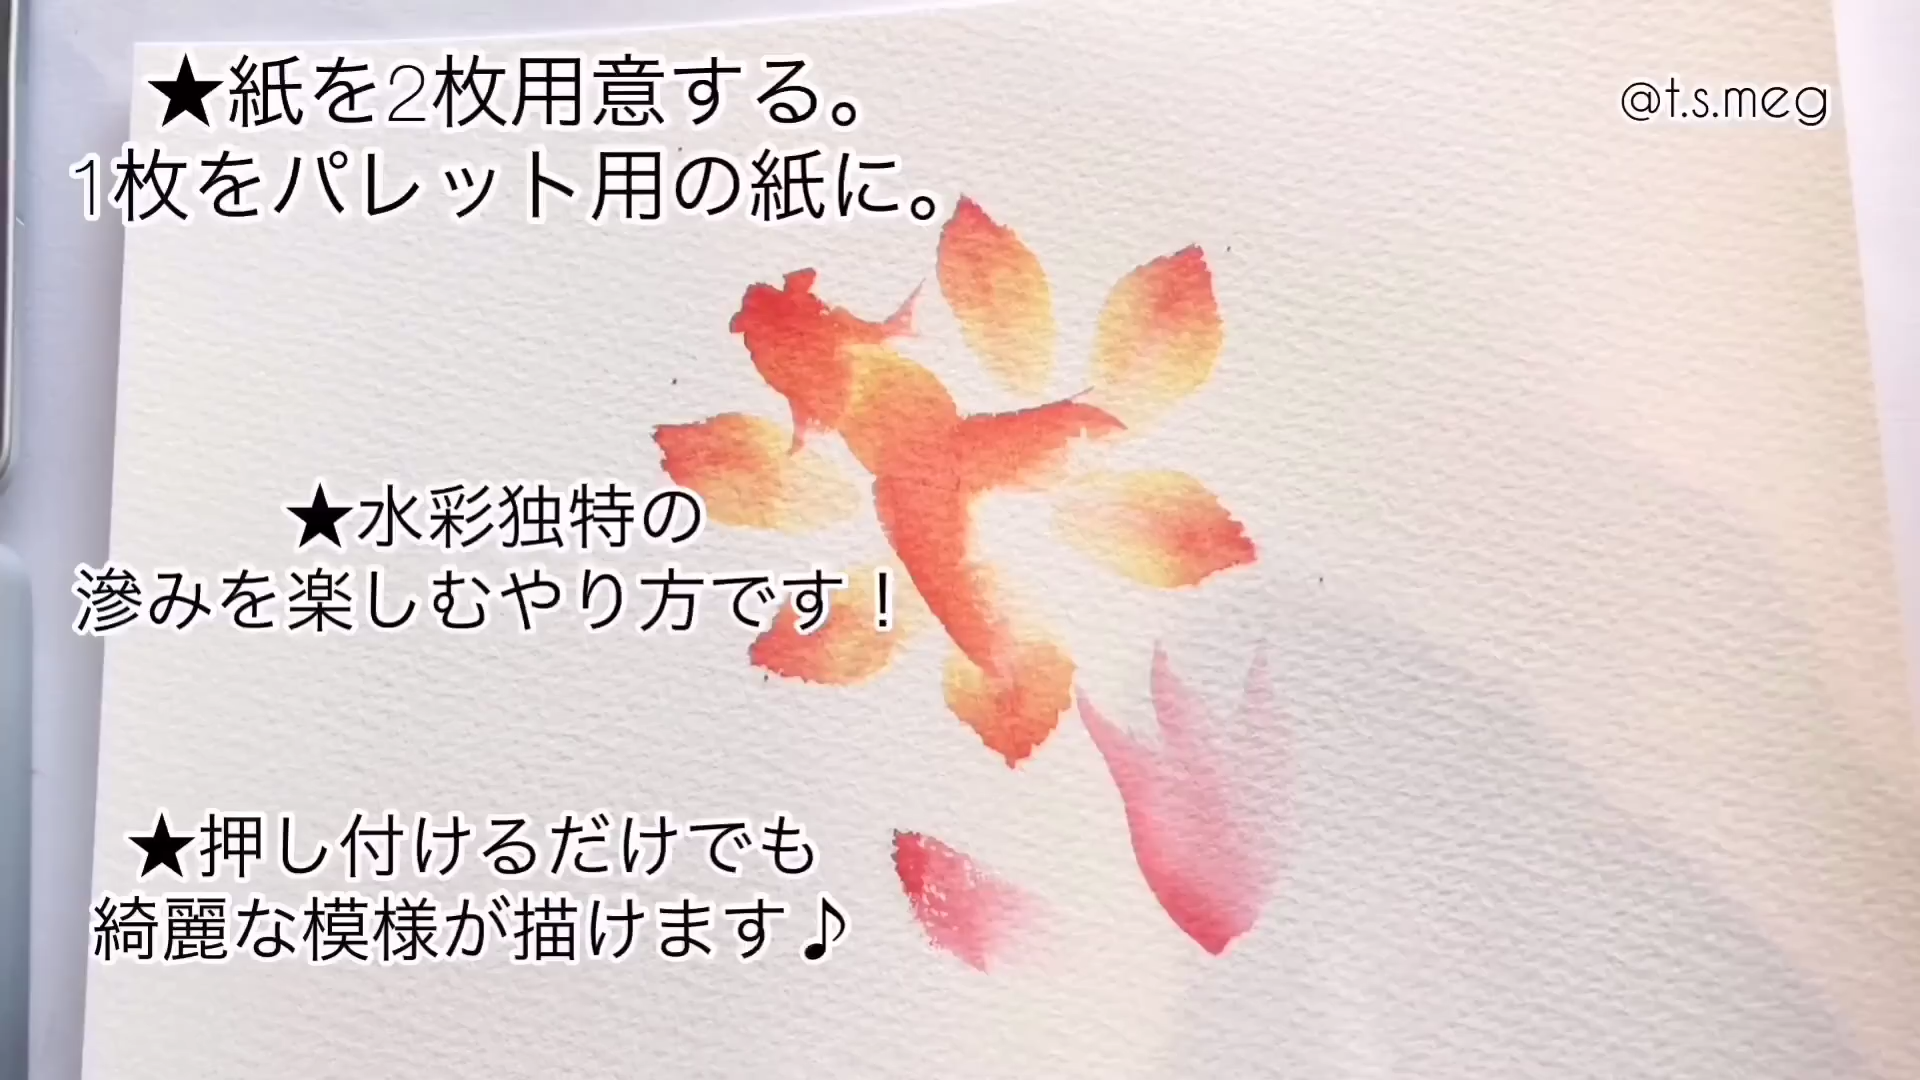 ★紙を2枚用意する。
1枚をパレット用の紙に。
@t.s.meg
★水彩独特の
滲みを楽しむやり方です！
★押し付けるだけでも
綺麗な模様が描けます♪